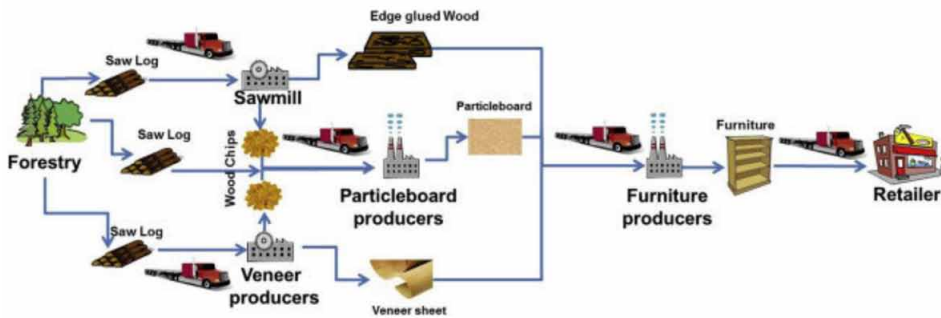 Edge glued Wood
Saw Log
Sawmill
Particleboard
Saw Log
Furniture
Forestry
Wood Chips
Particleboard
producers
Furniture
producers
Retailer
Saw Log
Veneer
producers
Veneer sheet